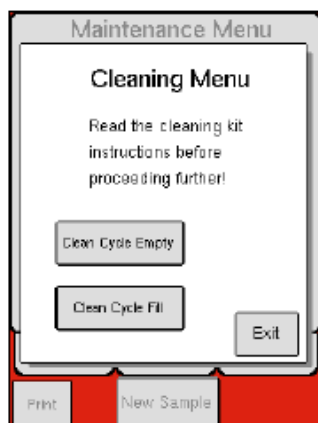 Maintenance Menu
Cleaning Menu
Read the cleaning kit
instructions before
proceeding further!
Clean Cycle Empty
Clean Cycle Fill
Exit
Print
New Sample